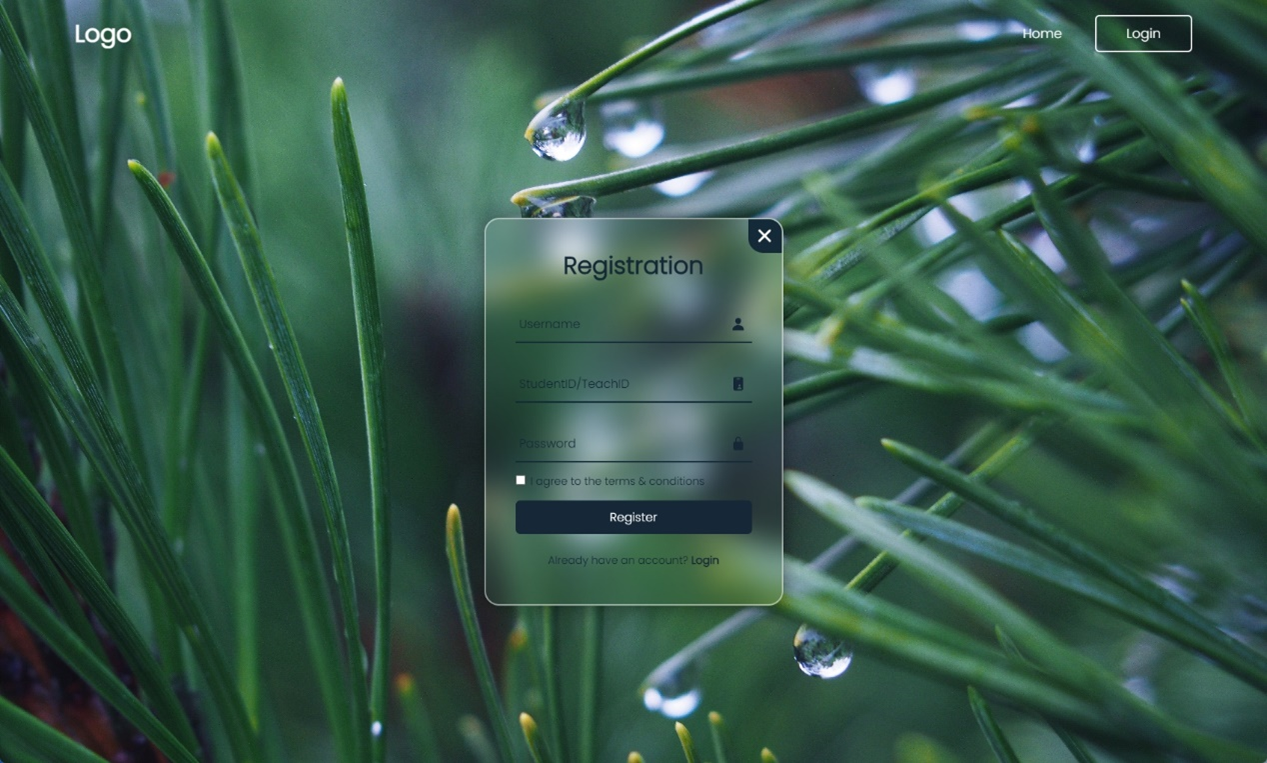 Logo
Home
Login
Registration
Username
StudentID/TeachID
Password
I agree to the terms & conditions
Register
Already have an account? Login